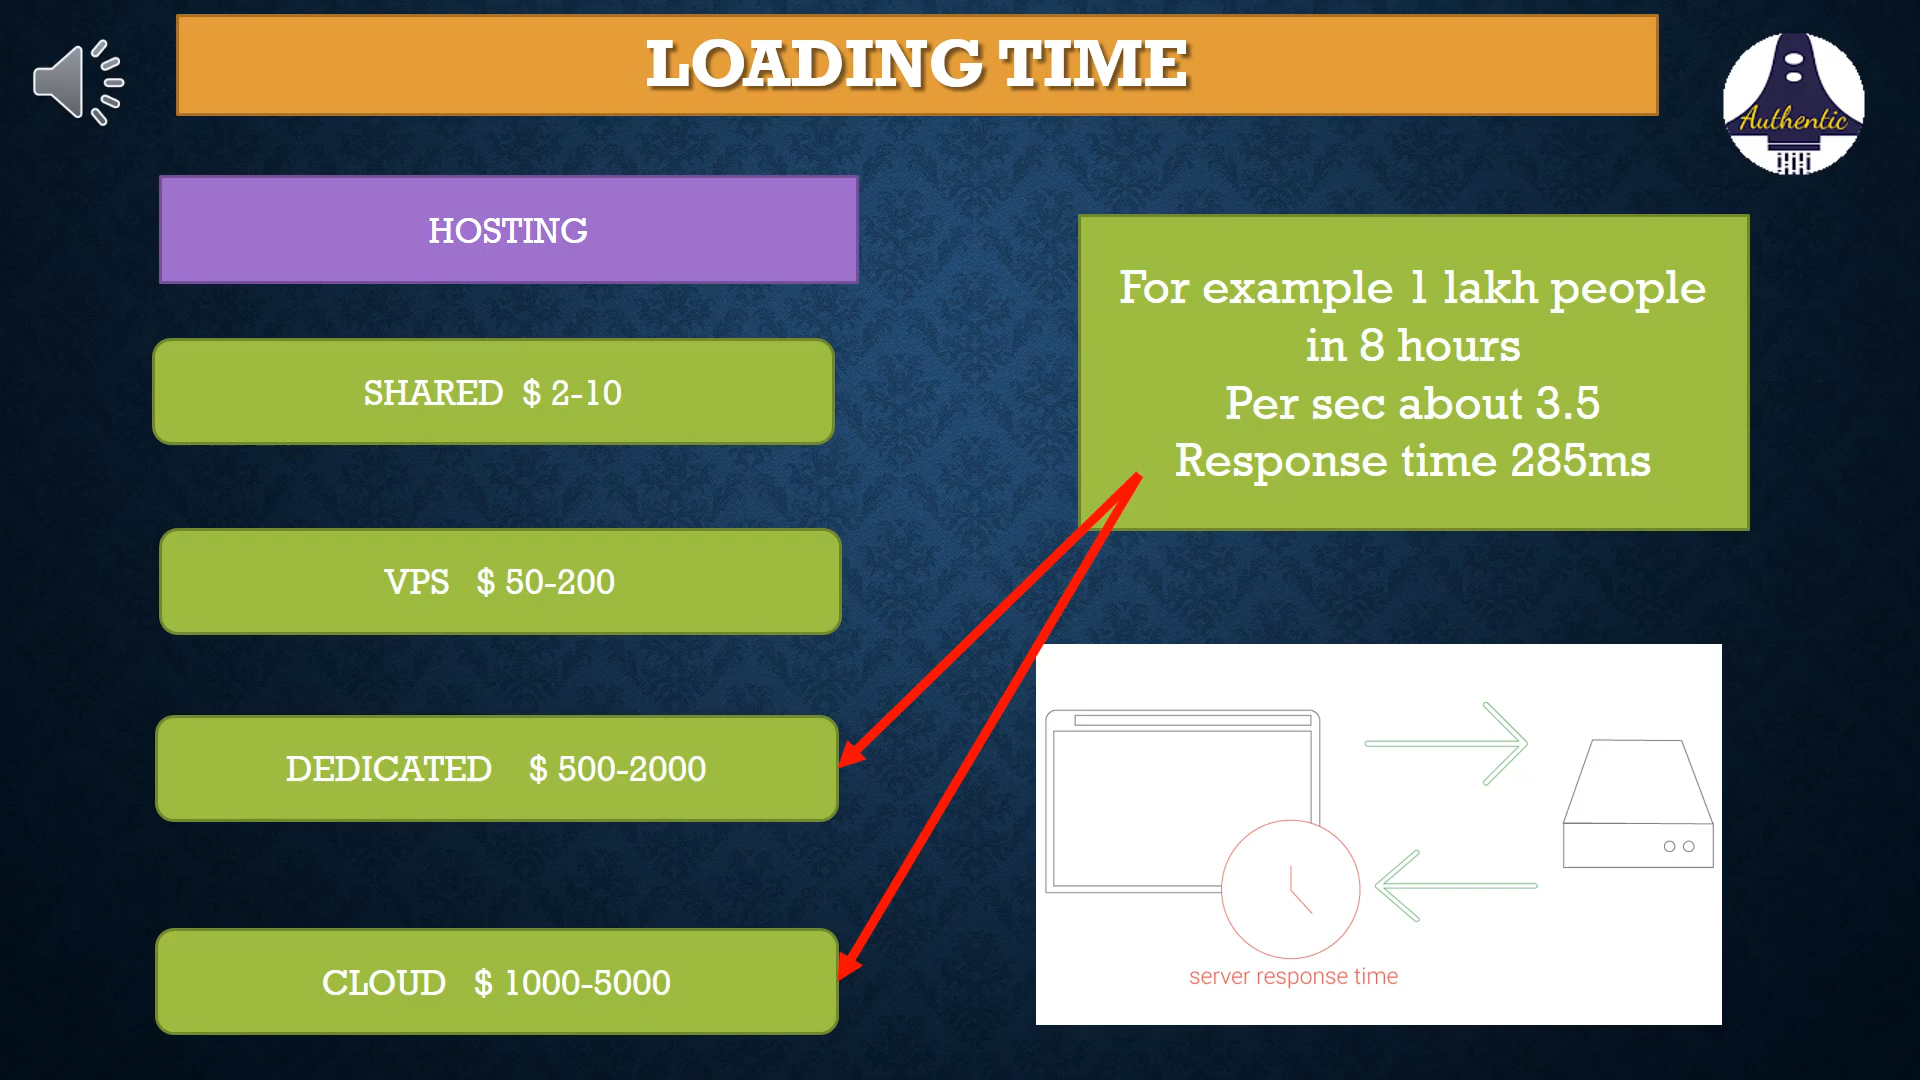 LOADING TIME
Authentic
HOSTING
SHARED $ 2-10
VPS $ 50-200
DEDICATED $ 500-2000
CLOUD $ 1000-5000
For example 1 lakh people
in 8 hours
Per sec about 3.5
Response time 285ms
server response time